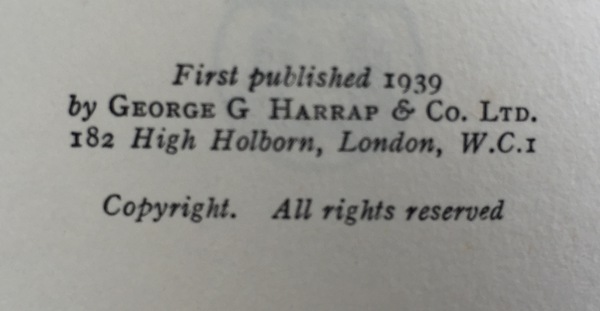 First published 1939
by GEORGE G HARRAP & Co. LTD.
182 High Holborn, London, W.C.1
Copyright. All rights reserved